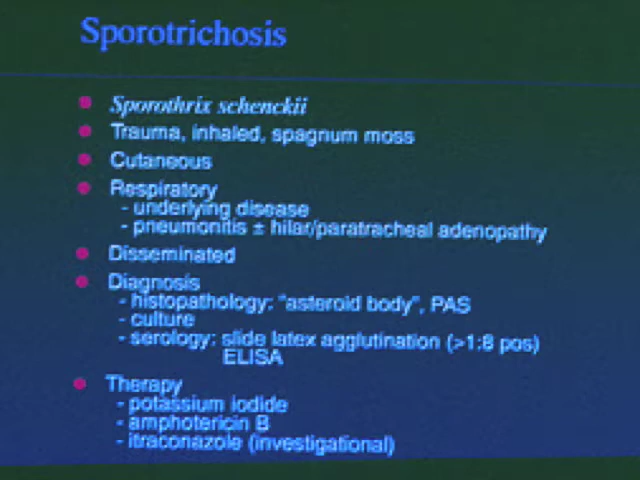 Sporotrichosis
Sporothrix schenckii
Trauma, inhaled, spagnum moss
Cutaneous
Respiratory
- underlying disease
- pneumonitis ± hilar/paratracheal adenopathy
Disseminated
Diagnosis
- histopathology: "asteroid body", PAS
- culture
- serology: slide latex agglutination (>1:8 pos)
ELISA
Therapy
- potassium iodide
- amphotericin B
- itraconazole (investigational)